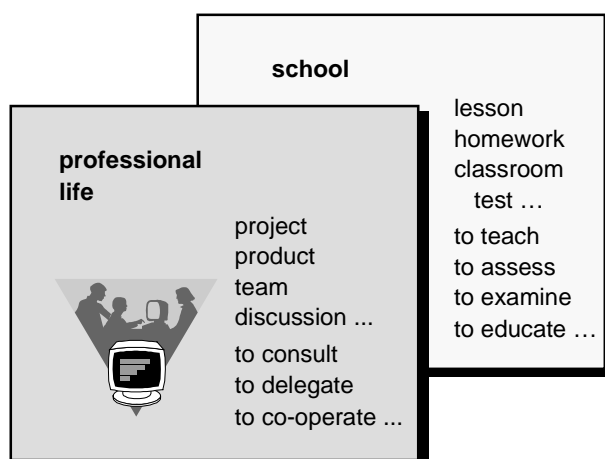 school
lesson
homework
classroom
test …
to teach
to assess
to examine
to educate …
professional
life
project
product
team
discussion ...
to consult
to delegate
to co-operate ...